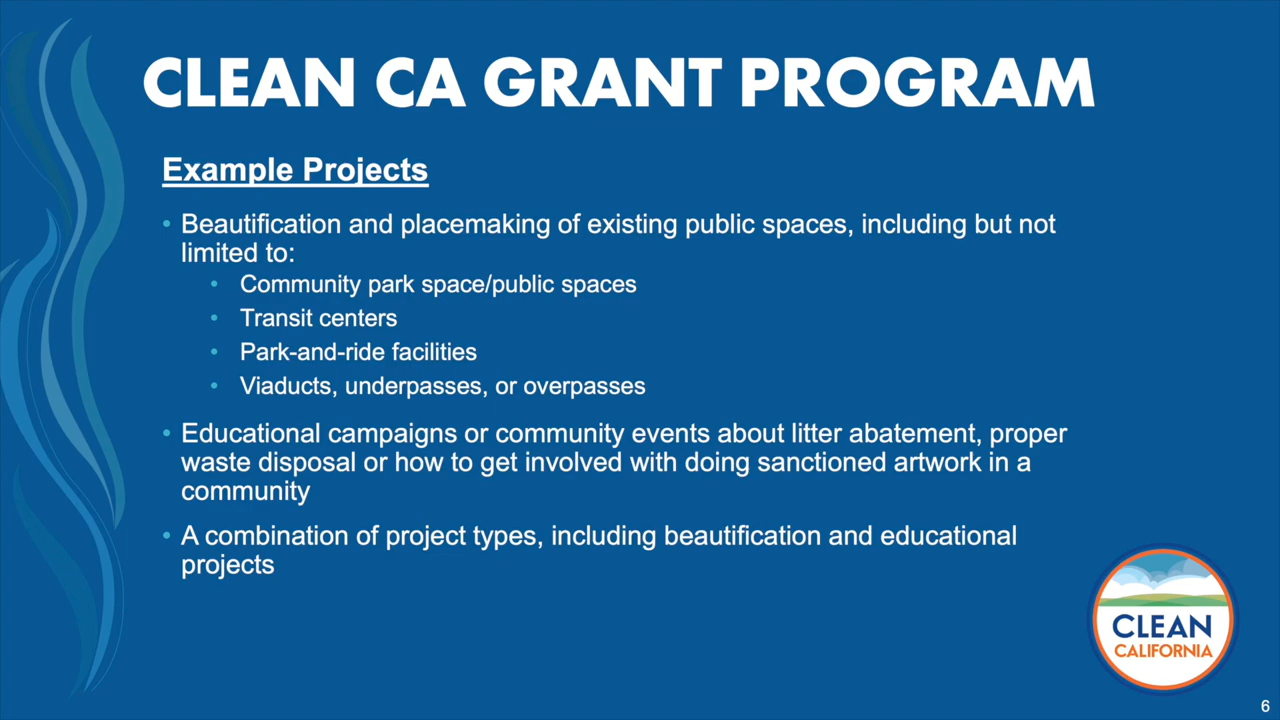 CLEAN CA GRANT PROGRAM
Example Projects
• Beautification and placemaking of existing public spaces, including but not
limited to:
• Community park space/public spaces
• Transit centers
• Park-and-ride facilities
• Viaducts, underpasses, or overpasses
• Educational campaigns or community events about litter abatement, proper
waste disposal or how to get involved with doing sanctioned artwork in a
community
• A combination of project types, including beautification and educational
projects
CLEAN
CALIFORNIA
6